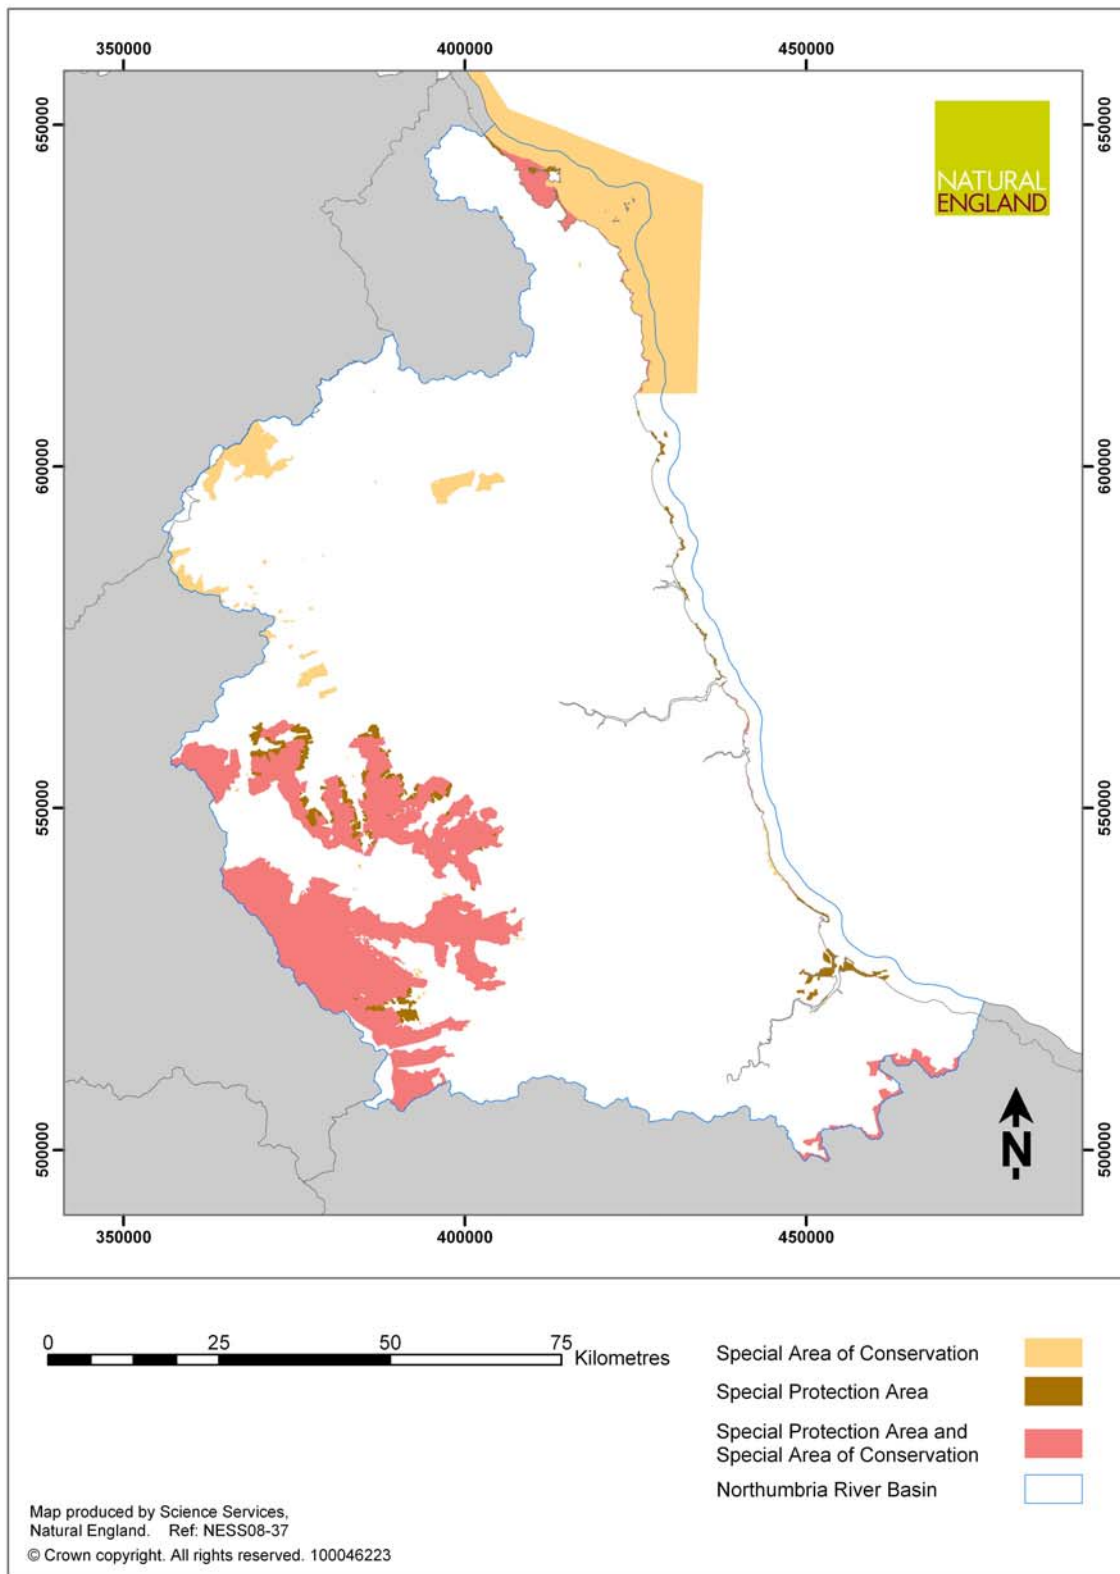 350000 400000 450000
650000 650000
NATURAL
ENGLAND
600000 600000
550000 550000
500000 500000
N
350000 400000 450000
0 25 50 75
Kilometres
Special Area of Conservation
Special Protection Area
Special Protection Area and
Special Area of Conservation
Northumbria River Basin
Map produced by Science Services,
Natural England. Ref: NESS08-37
© Crown copyright. All rights reserved. 100046223